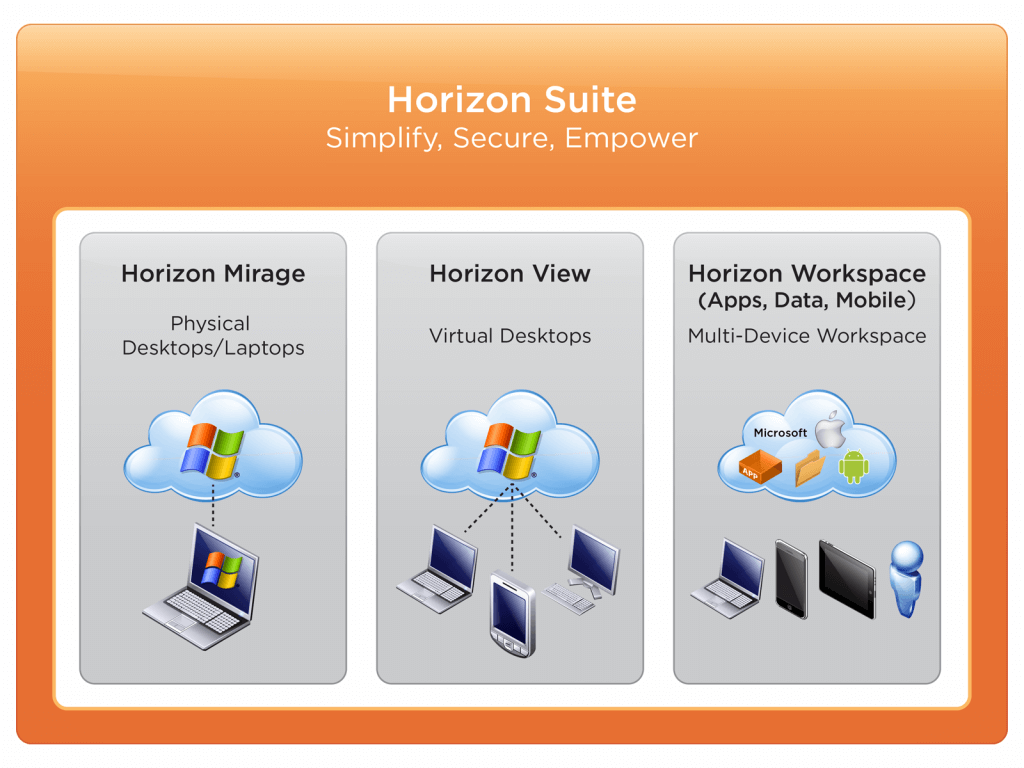 Horizon Suite
Simplify, Secure, Empower
Horizon Mirage
Physical
Desktops/Laptops
Horizon View
Virtual Desktops
Horizon Workspace
(Apps, Data, Mobile)
Multi-Device Workspace
Microsoft
APP